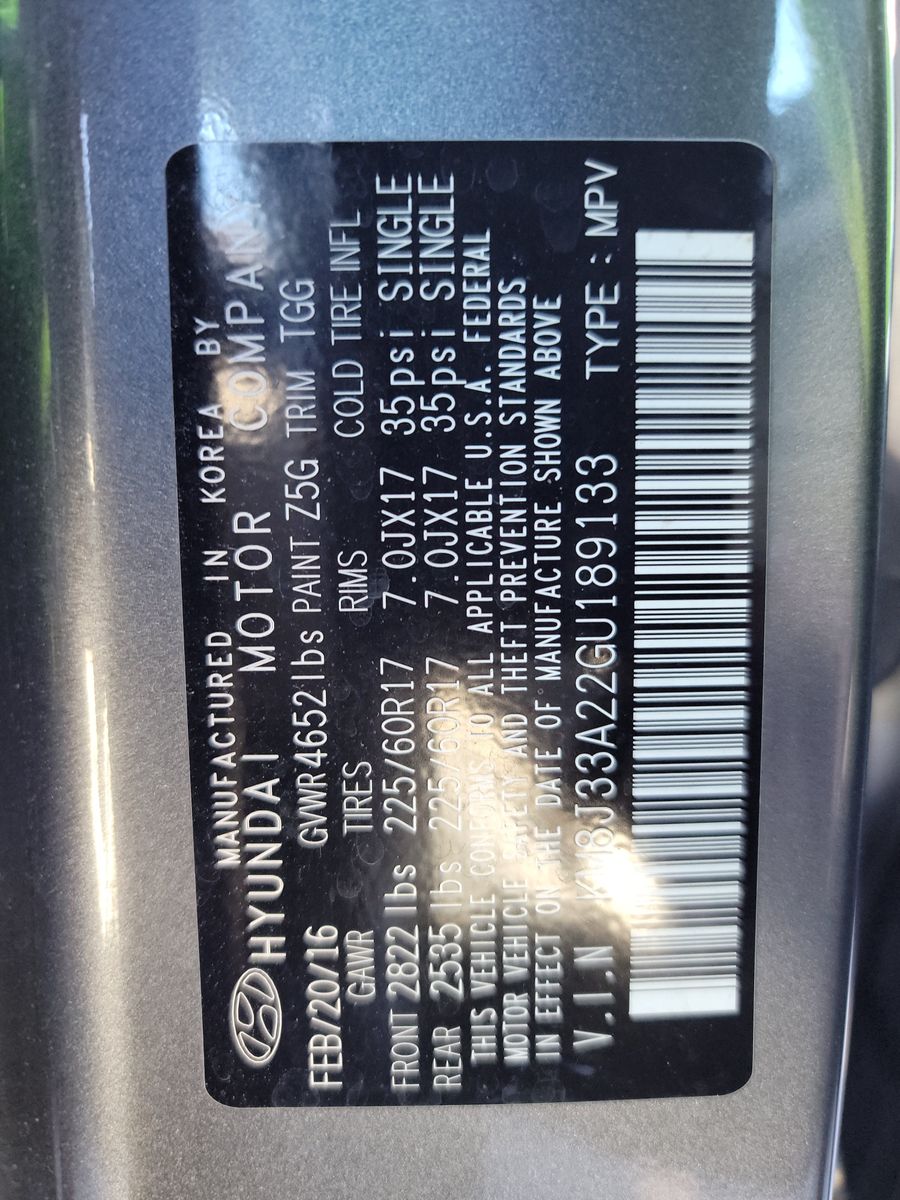 MANUFACTURED IN KOREA BY
HYUNDAI MOTOR COMPANY
FEB/20/16 GVWR 4652 lbs PAINT Z5G TRIM TGG
GAWR TIRES RIMS COLD TIRE INFL
FRONT 2822 lbs 225/60R17 7.0JX17 35psi SINGLE
REAR 2535 lbs 225/60R17 7.0JX17 35psi SINGLE
THIS VEHICLE CONFORMS TO ALL APPLICABLE U.S.A. FEDERAL
MOTOR VEHICLE SAFETY AND THEFT PREVENTION STANDARDS
IN EFFECT ON THE DATE OF MANUFACTURE SHOWN ABOVE
V.I.N KM8J33A22GU189133 TYPE : MPV